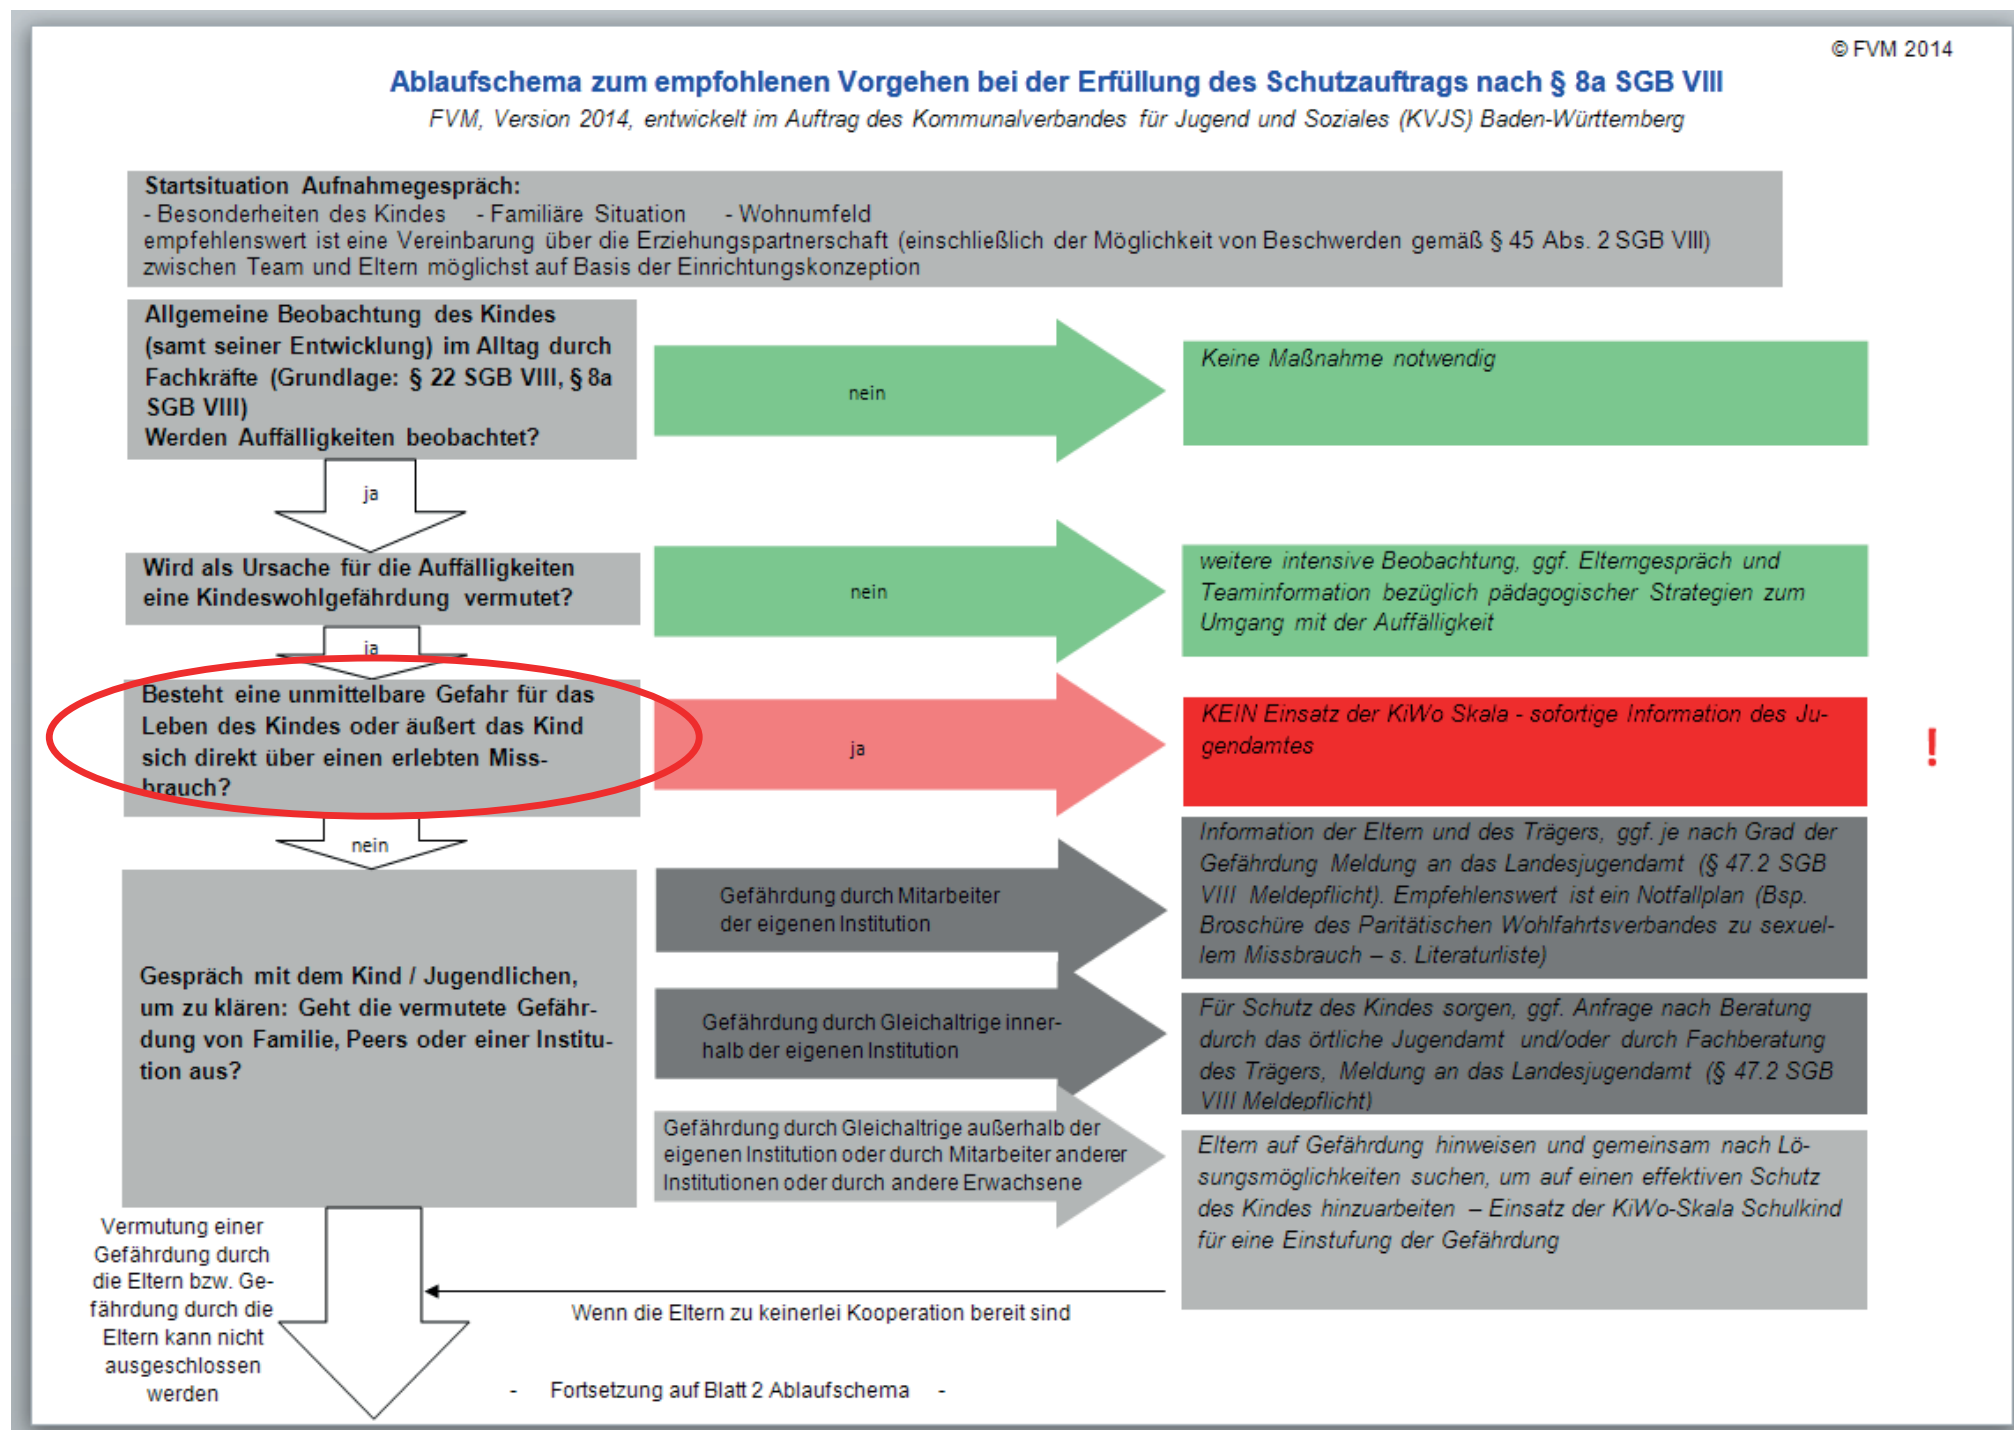 © FVM 2014
Ablaufschema zum empfohlenen Vorgehen bei der Erfüllung des Schutzauftrags nach § 8a SGB VIII
FVM, Version 2014, entwickelt im Auftrag des Kommunalverbandes für Jugend und Soziales (KVJS) Baden-Württemberg
Startsituation Aufnahmegespräch:
- Besonderheiten des Kindes - Familiäre Situation - Wohnumfeld
empfehlenswert ist eine Vereinbarung über die Erziehungspartnerschaft (einschließlich der Möglichkeit von Beschwerden gemäß § 45 Abs. 2 SGB VIII)
zwischen Team und Eltern möglichst auf Basis der Einrichtungskonzeption
Allgemeine Beobachtung des Kindes
(samt seiner Entwicklung) im Alltag durch
Fachkräfte (Grundlage: § 22 SGB VIII, § 8a
SGB VIII)
Werden Auffälligkeiten beobachtet?
nein
Keine Maßnahme notwendig
ja
Wird als Ursache für die Auffälligkeiten
eine Kindeswohlgefährdung vermutet?
nein
weitere intensive Beobachtung, ggf. Elterngespräch und
Teaminformation bezüglich pädagogischer Strategien zum
Umgang mit der Auffälligkeit
ja
Besteht eine unmittelbare Gefahr für das
Leben des Kindes oder äußert das Kind
sich direkt über einen erlebten Miss-
brauch?
ja
KEIN Einsatz der KiWo Skala - sofortige Information des Ju-
gendamtes
!
nein
Gespräch mit dem Kind / Jugendlichen,
um zu klären: Geht die vermutete Gefähr-
dung von Familie, Peers oder einer Institu-
tion aus?
Gefährdung durch Mitarbeiter
der eigenen Institution
Information der Eltern und des Trägers, ggf. je nach Grad der
Gefährdung Meldung an das Landesjugendamt (§ 47.2 SGB
VIII Meldepflicht). Empfehlenswert ist ein Notfallplan (Bsp.
Broschüre des Paritätischen Wohlfahrtsverbandes zu sexuel-
lem Missbrauch – s. Literaturliste)
Gefährdung durch Gleichaltrige inner-
halb der eigenen Institution
Für Schutz des Kindes sorgen, ggf. Anfrage nach Beratung
durch das örtliche Jugendamt und/oder durch Fachberatung
des Trägers, Meldung an das Landesjugendamt (§ 47.2 SGB
VIII Meldepflicht)
Gefährdung durch Gleichaltrige außerhalb der
eigenen Institution oder durch Mitarbeiter anderer
Institutionen oder durch andere Erwachsene
Eltern auf Gefährdung hinweisen und gemeinsam nach Lö-
sungsmöglichkeiten suchen, um auf einen effektiven Schutz
des Kindes hinzuarbeiten – Einsatz der KiWo-Skala Schulkind
für eine Einstufung der Gefährdung
Vermutung einer
Gefährdung durch
die Eltern bzw. Ge-
fährdung durch die
Eltern kann nicht
ausgeschlossen
werden
Wenn die Eltern zu keinerlei Kooperation bereit sind
- Fortsetzung auf Blatt 2 Ablaufschema -